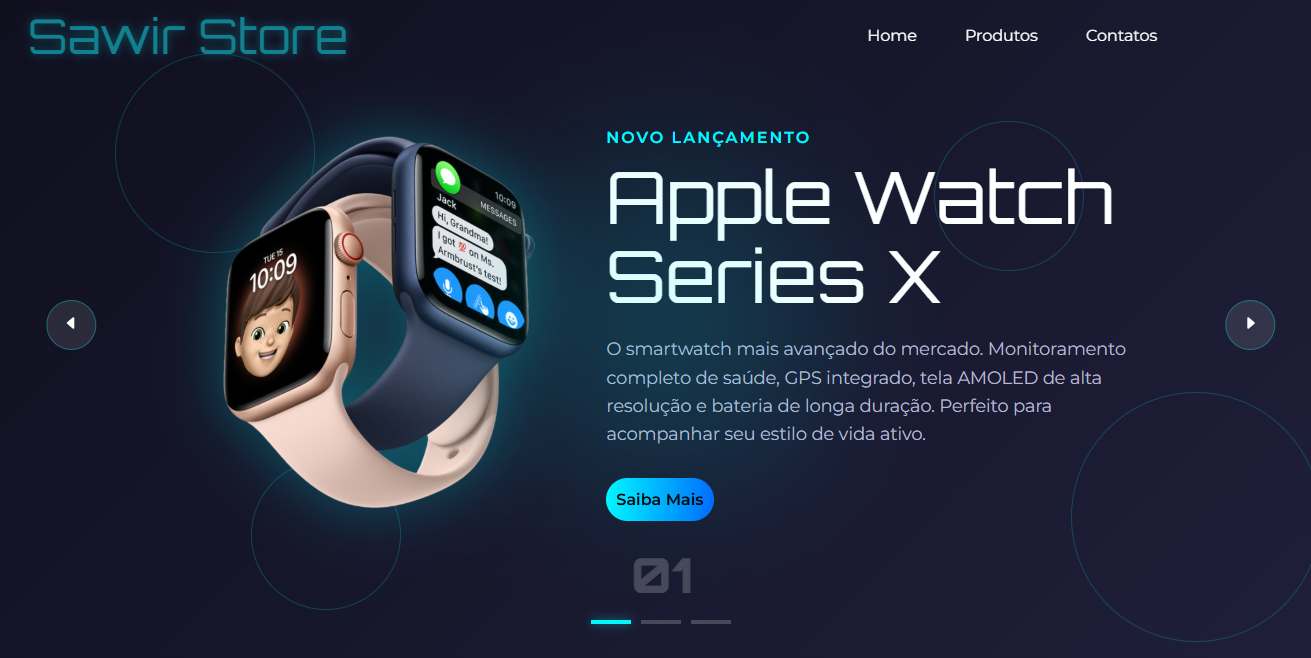 Sawir Store
Home
Produtos
Contatos
NOVO LANÇAMENTO
Apple Watch
Series X
O smartwatch mais avançado do mercado. Monitoramento
completo de saúde, GPS integrado, tela AMOLED de alta
resolução e bateria de longa duração. Perfeito para
acompanhar seu estilo de vida ativo.
Saiba Mais
01
10:09
MESSAGES
Jack
Hi, Grandma!
I got 💯 on Ms.
Armbrust's test!
TUE 15
10:09